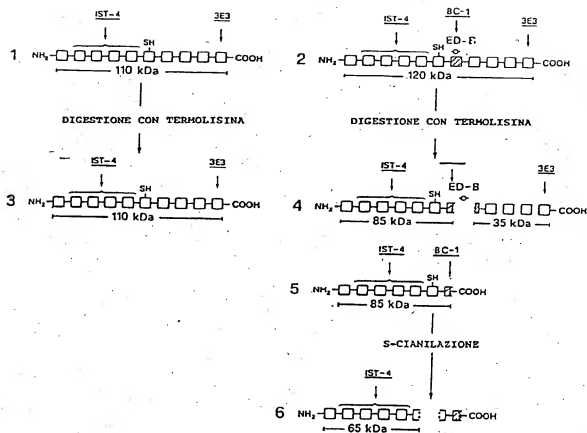 BC-1
IST-4 3E3 IST-4 ED-B 3E3
SH SH
1 NH₂ COOH 2 NH₂ COOH
110 kDa 120 kDa
DIGESTIONE CON TERMOLISINA DIGESTIONE CON TERMOLISINA
IST-4 3E3 IST-4 ED-B 3E3
SH SH
3 NH₂ COOH 4 NH₂ COOH
110 kDa 85 kDa 35 kDa
IST-4 BC-1
SH
5 NH₂ COOH
85 kDa
S-CIANILAZIONE
IST-4
6 NH₂ COOH
65 kDa